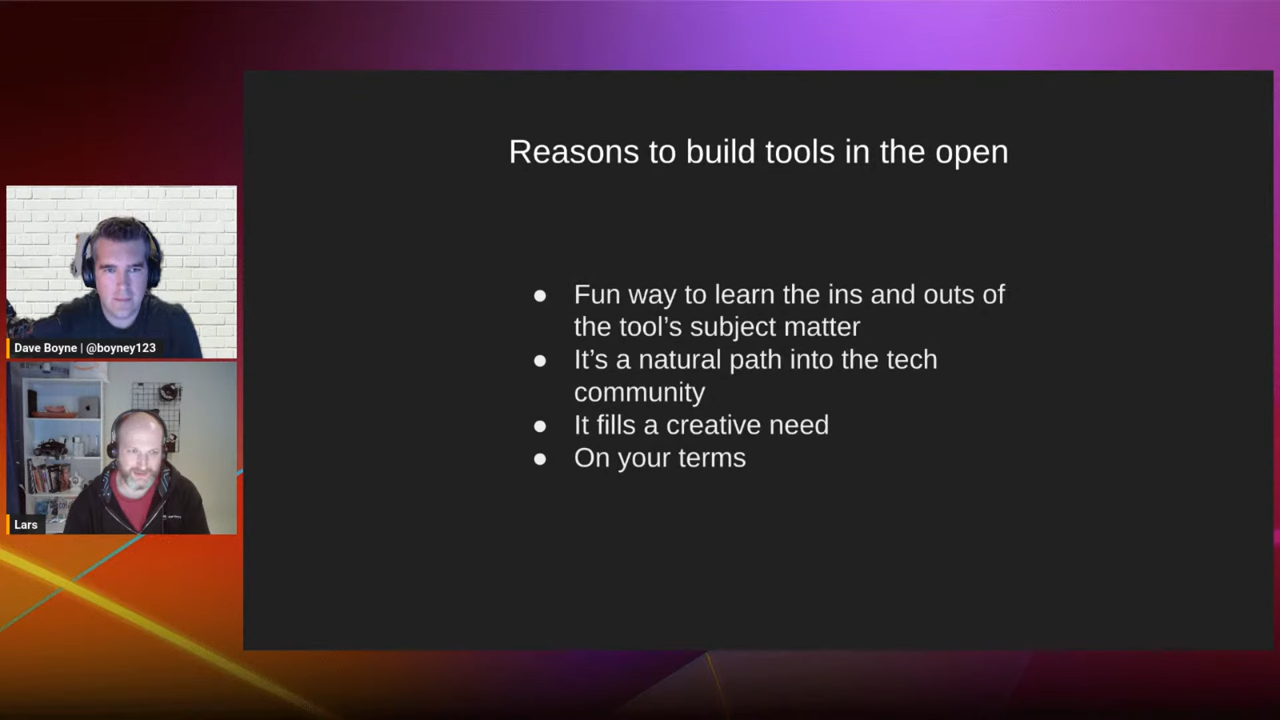 Reasons to build tools in the open
● Fun way to learn the ins and outs of
the tool’s subject matter
● It’s a natural path into the tech
community
● It fills a creative need
● On your terms
Dave Boyne | @boyney123
Lars